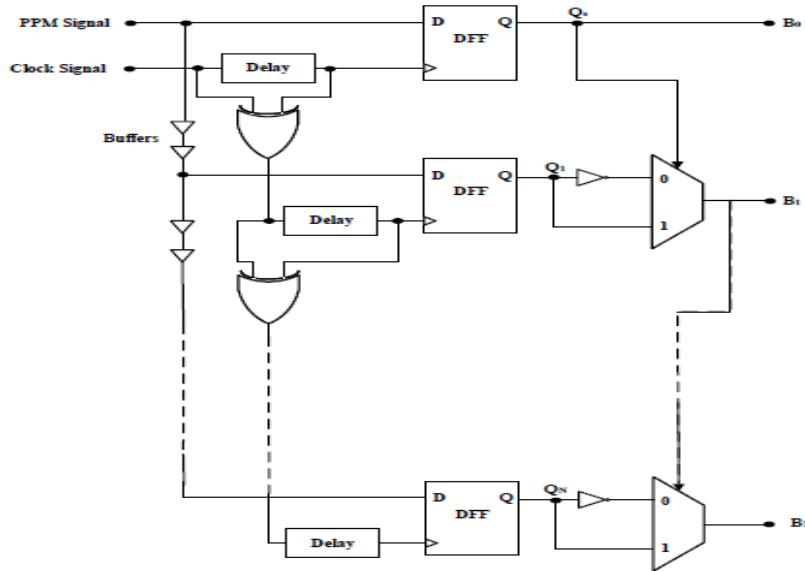 PPM Signal
D Q
DFF
Q₀
B₀
Clock Signal
Delay
Buffers
D Q
DFF
Q₁
0
1
B₁
Delay
D Q
DFF
Q_N
0
1
Delay